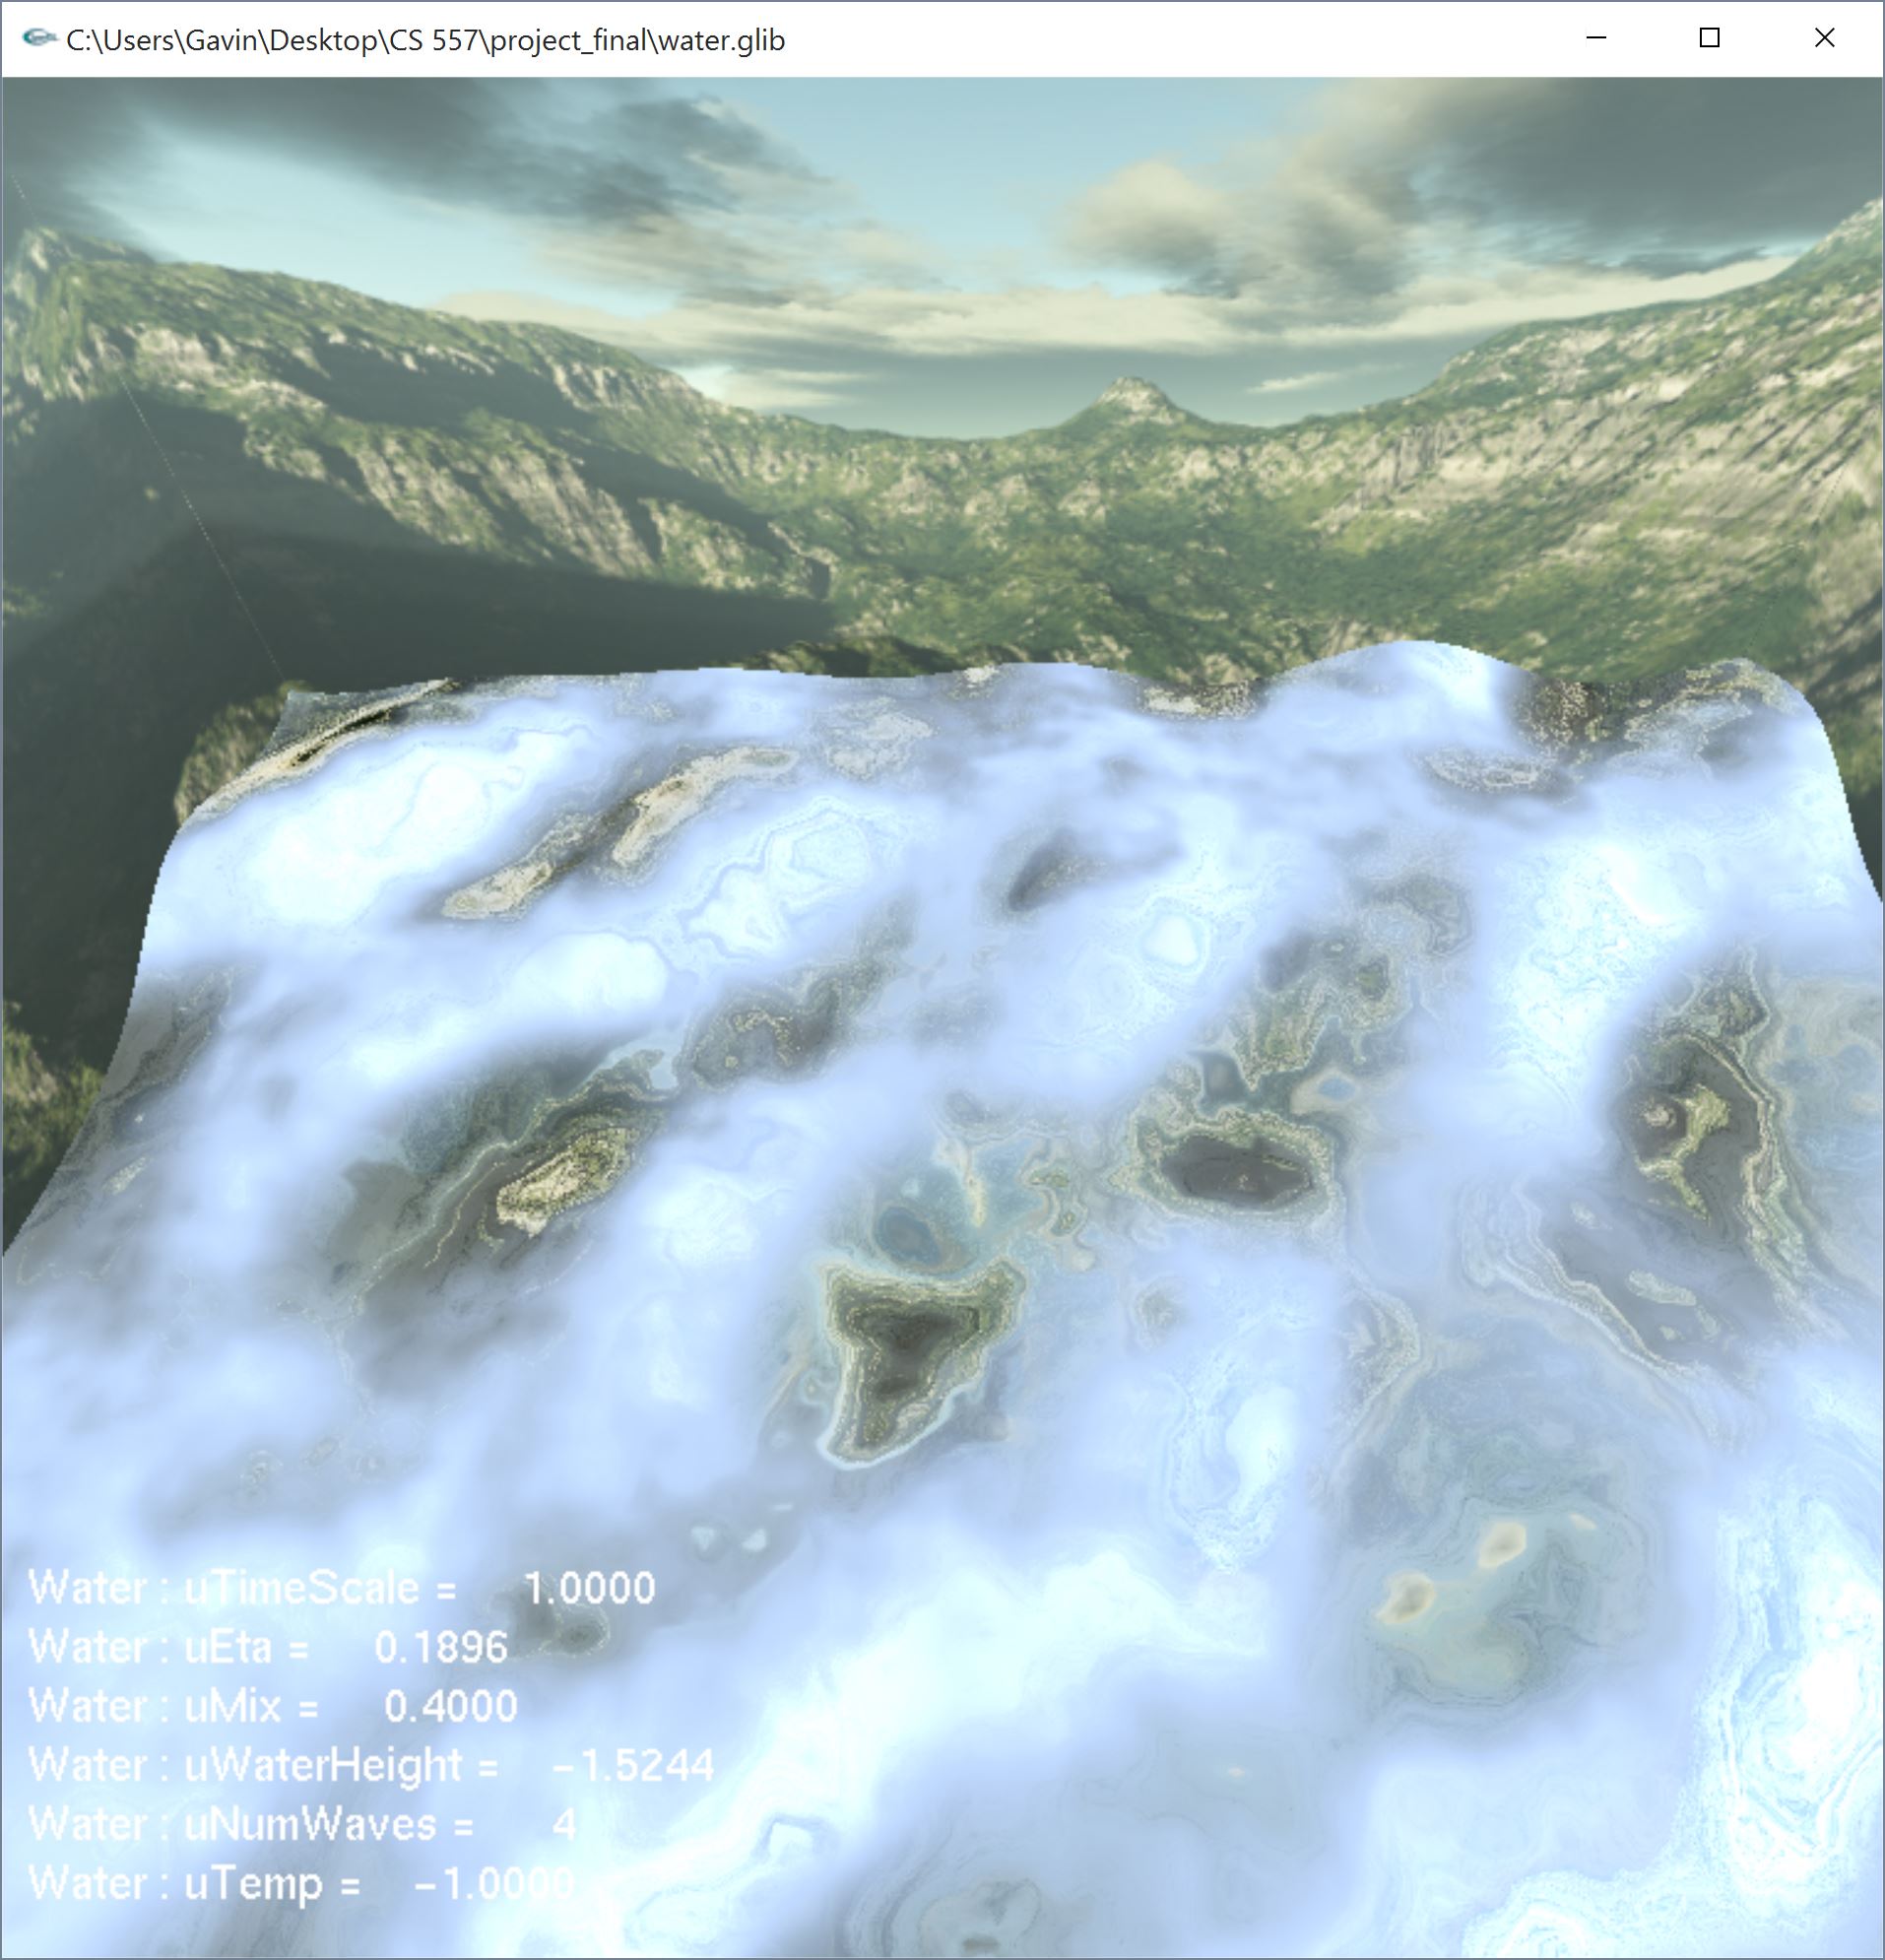 C:\Users\Gavin\Desktop\CS 557\project_final\water.glib
Water : uTimeScale = 1.0000
Water : uEta = 0.1896
Water : uMix = 0.4000
Water : uWaterHeight = -1.5244
Water : uNumWaves = 4
Water : uTemp = -1.0000